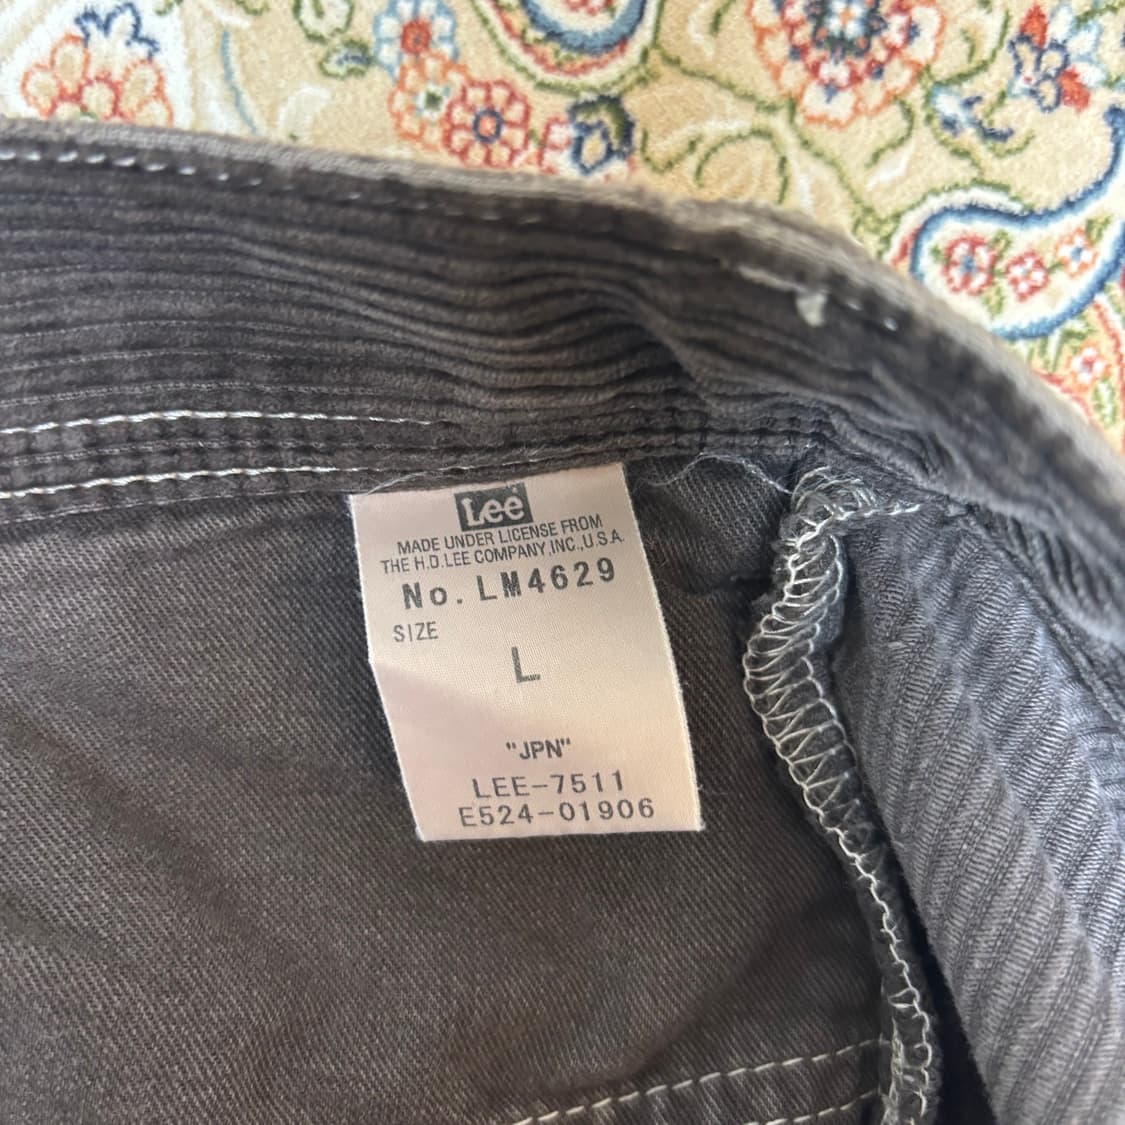 Lee
MADE UNDER LICENSE FROM
THE H.D.LEE COMPANY,INC.,U.S.A.
No. LM4629
SIZE
L
"JPN"
LEE-7511
E524-01906